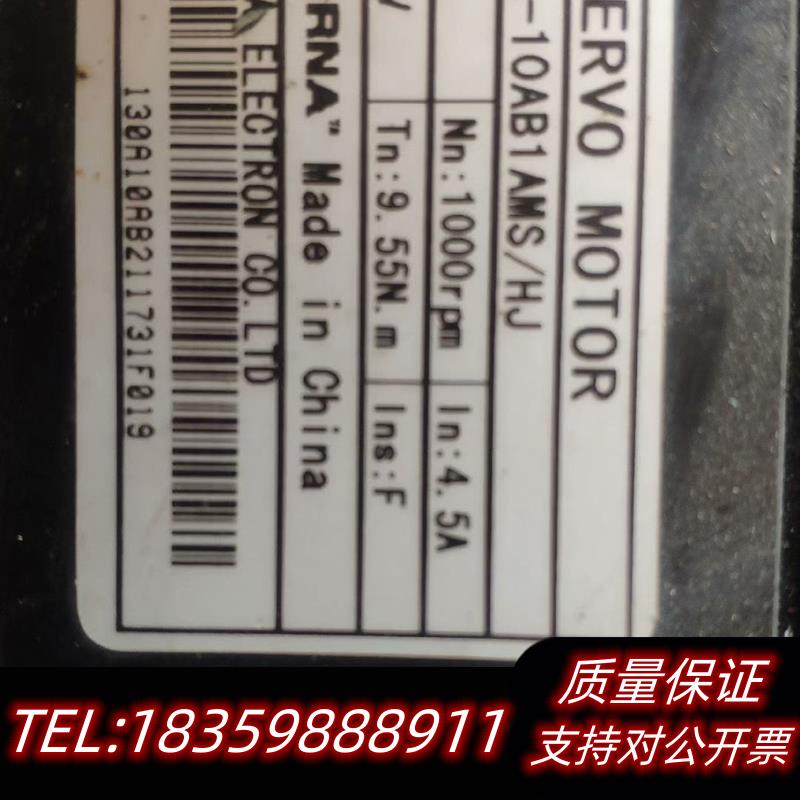 ERVO MOTOR
-10AB1AMS/HJ
Nn:1000rpm In:4.5A
Tn:9.55N.m Ins:F
RNA™ Made in China
A ELECTRON CO.LTD
130A10AB211731F019
质量保证
TEL:18359888911
支持对公开票